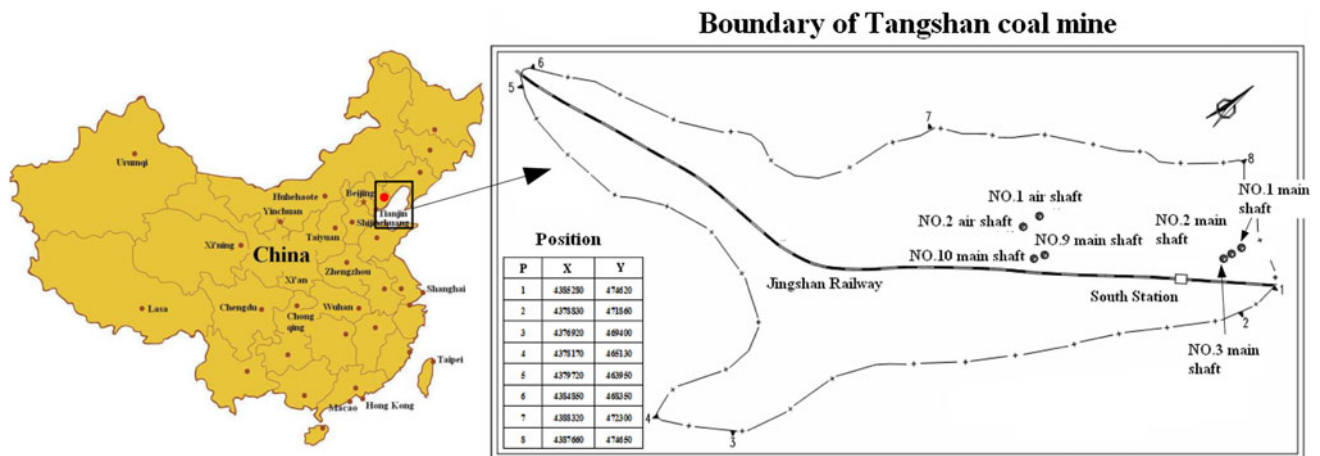 Boundary of Tangshan coal mine
Urumqi
Huhehaote
Beijing
Tianjin
Yinchuan
Shijiazhuang
Taiyuan
Xi'ning
China
Zhengzhou
Xi'an
Shanghai
Chengdu
Wuhan
Lasa
Chong
qing
Taipei
Macao
Hong Kong
6
5
7
8
NO.1 main
shaft
NO.1 air shaft
NO.2 main
shaft
NO.2 air shaft
NO.9 main shaft
NO.10 main shaft
Jingshan Railway
South Station
1
2
NO.3 main
shaft
4
3
Position
P X Y
1 4385280 474620
2 4378830 471860
3 4376920 469400
4 4378170 465130
5 4379720 463950
6 4384850 468350
7 4388320 472300
8 4387660 474650